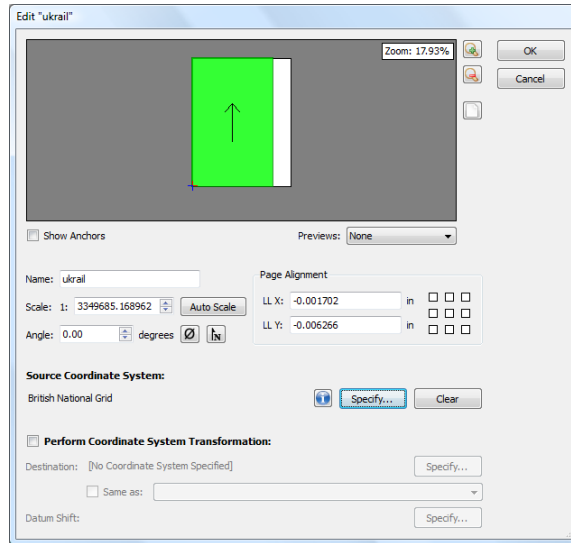 Edit "ukrail"
Zoom: 17.93%
OK
Cancel
Show Anchors
Previews: None
Name: ukrail
Scale: 1: 3349685.168962 Auto Scale
Angle: 0.00 degrees Ø N
Page Alignment
LL X: -0.001702 in
LL Y: -0.006266 in
Source Coordinate System:
British National Grid
Specify... Clear
Perform Coordinate System Transformation:
Destination: [No Coordinate System Specified] Specify...
Same as:
Datum Shift: Specify...